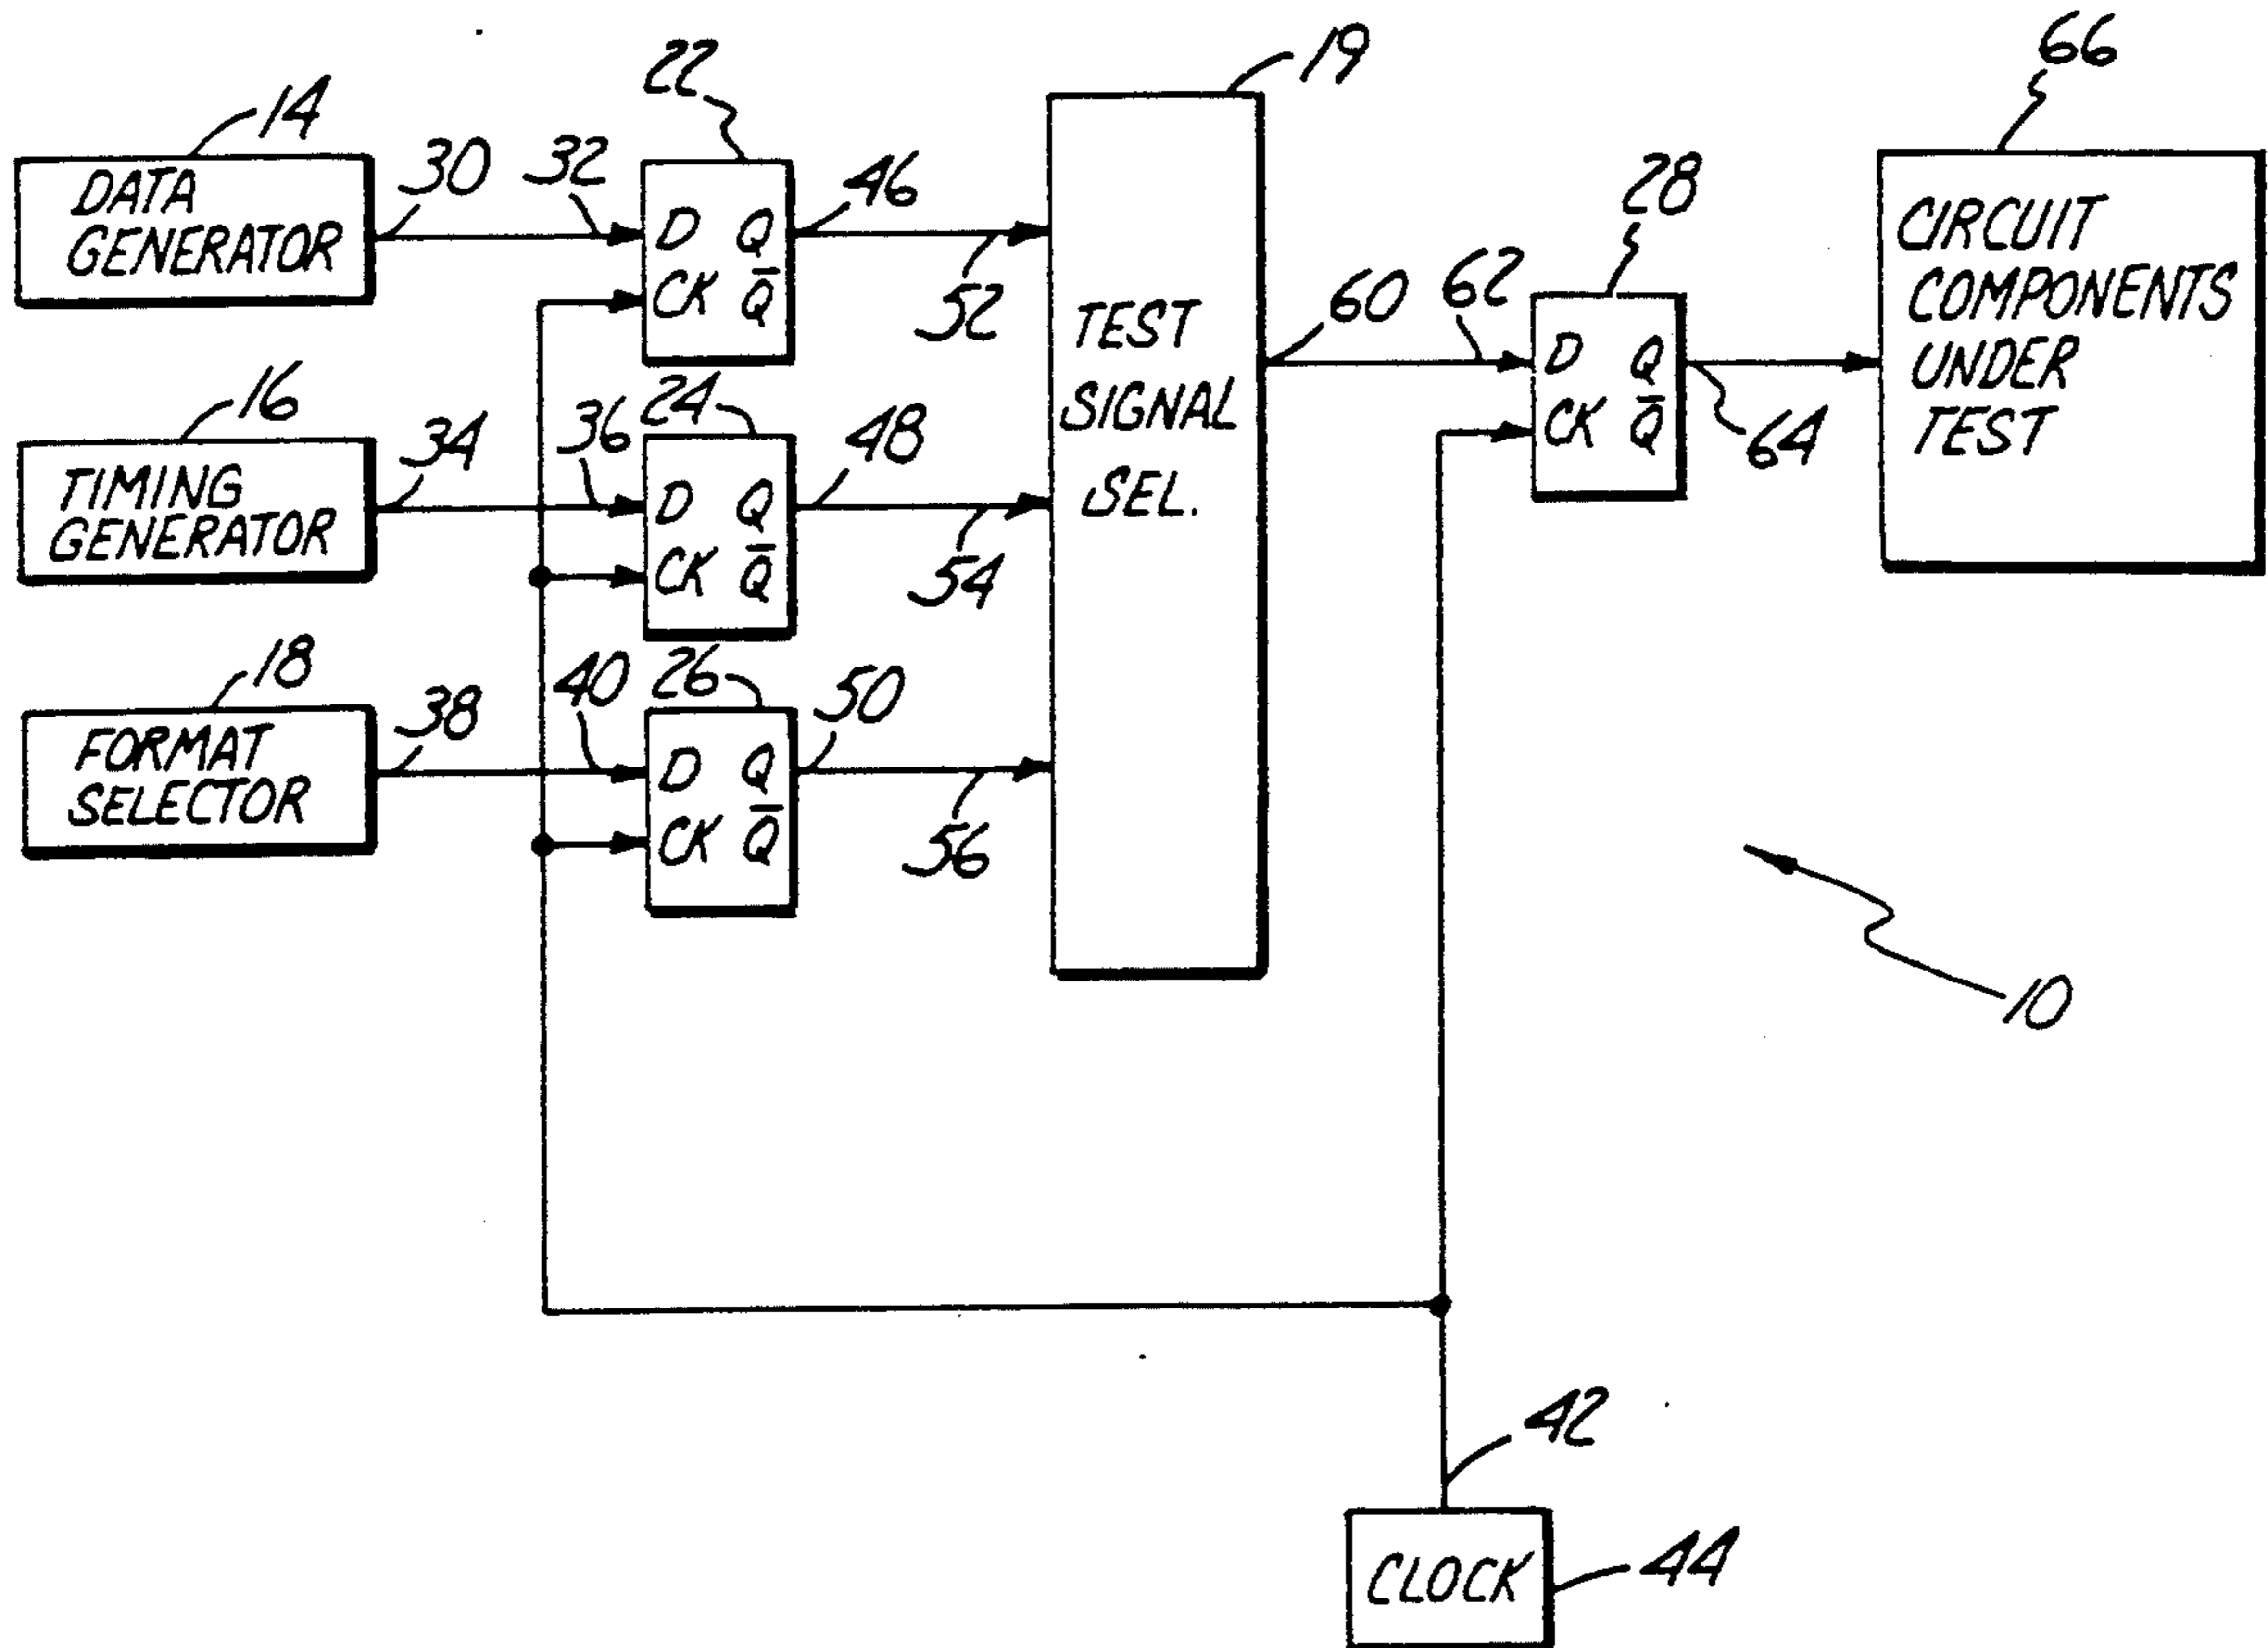 14
DATA
GENERATOR
30
32
22
D Q
CK Q̅
46
52
16
TIMING
GENERATOR
34
36
24
D Q
CK Q̅
48
54
18
FORMAT
SELECTOR
38
40
26
D Q
CK Q̅
50
56
19
TEST
SIGNAL
SEL.
60
62
28
D Q
CK Q̅
64
66
CIRCUIT
COMPONENTS
UNDER
TEST
10
42
CLOCK
44